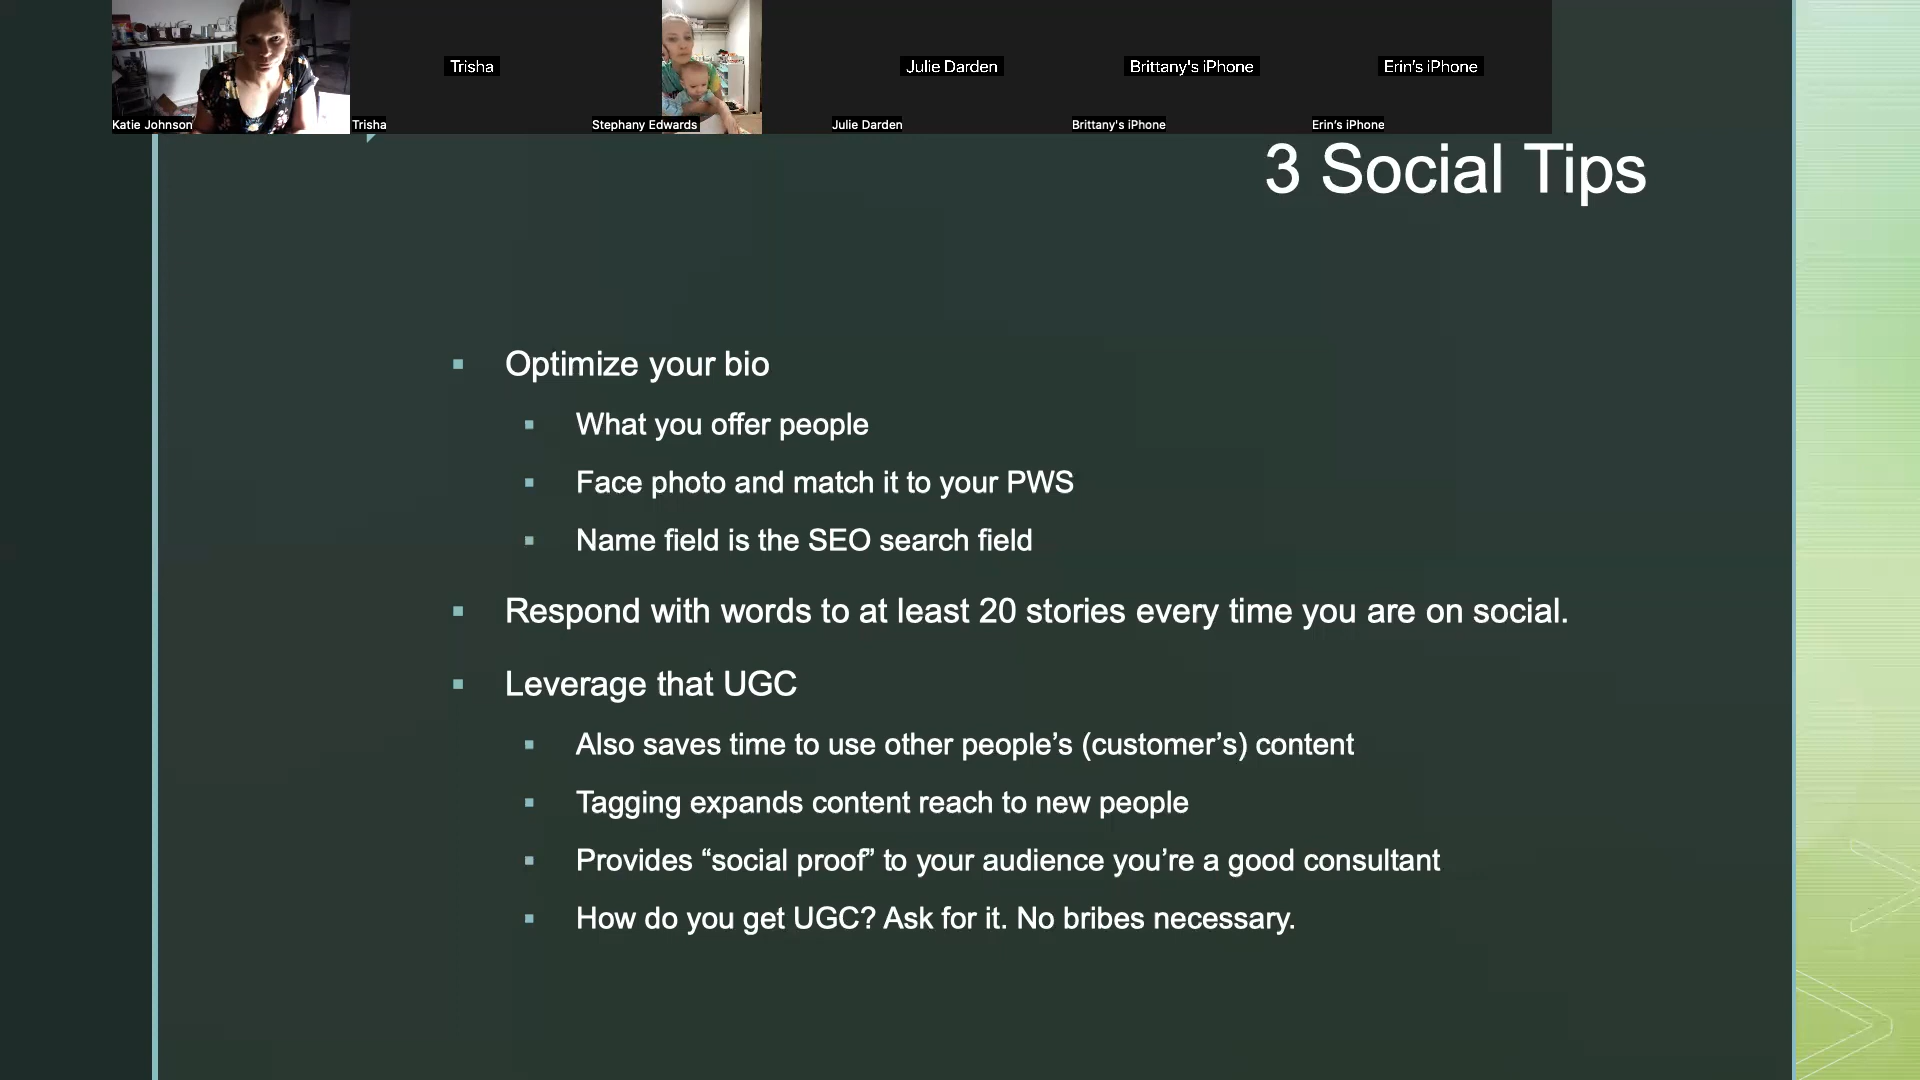 Trisha
Julie Darden
Brittany's iPhone
Erin's iPhone
Katie Johnson
Trisha
Stephany Edwards
Julie Darden
Brittany's iPhone
Erin's iPhone
3 Social Tips
Optimize your bio
What you offer people
Face photo and match it to your PWS
Name field is the SEO search field
Respond with words to at least 20 stories every time you are on social.
Leverage that UGC
Also saves time to use other people’s (customer’s) content
Tagging expands content reach to new people
Provides “social proof” to your audience you’re a good consultant
How do you get UGC? Ask for it. No bribes necessary.